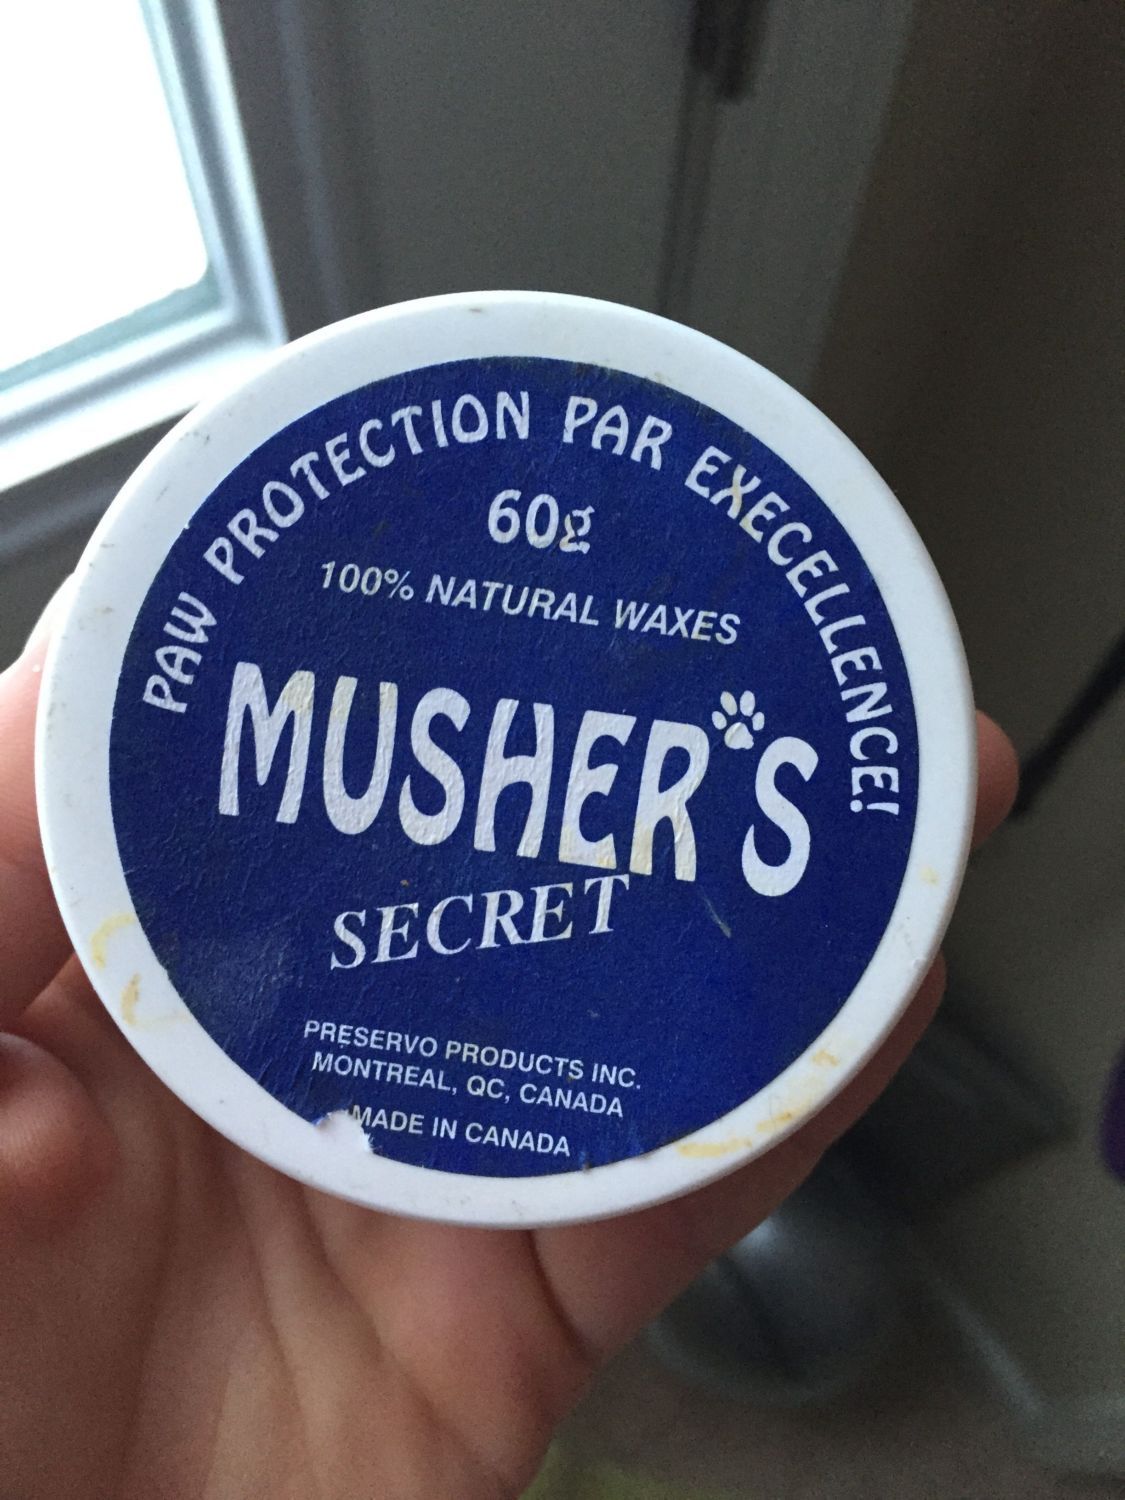 PAW PROTECTION PAR EXECELLENCE!
60g
100% NATURAL WAXES
MUSHER'S
SECRET
PRESERVO PRODUCTS INC.
MONTREAL, QC, CANADA
MADE IN CANADA